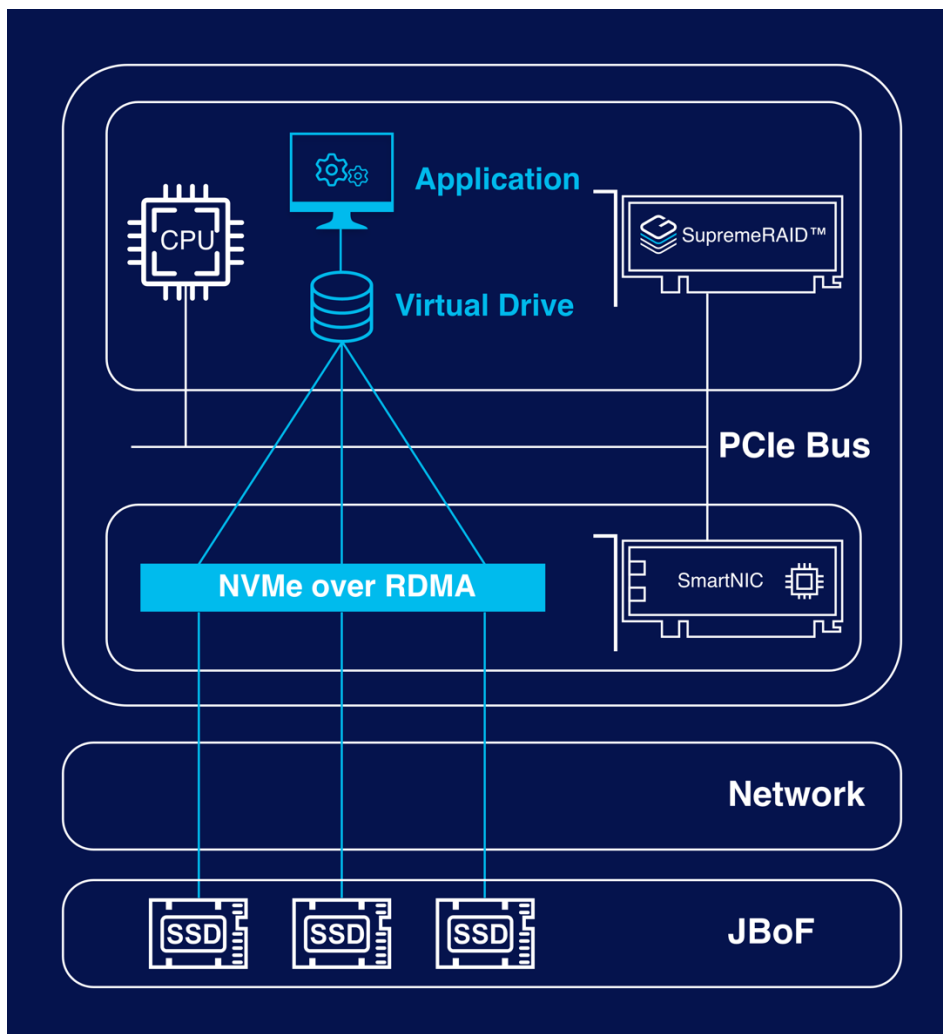 Application
CPU
SupremeRAID™
Virtual Drive
PCIe Bus
NVMe over RDMA
SmartNIC
Network
SSD
SSD
SSD
JBoF